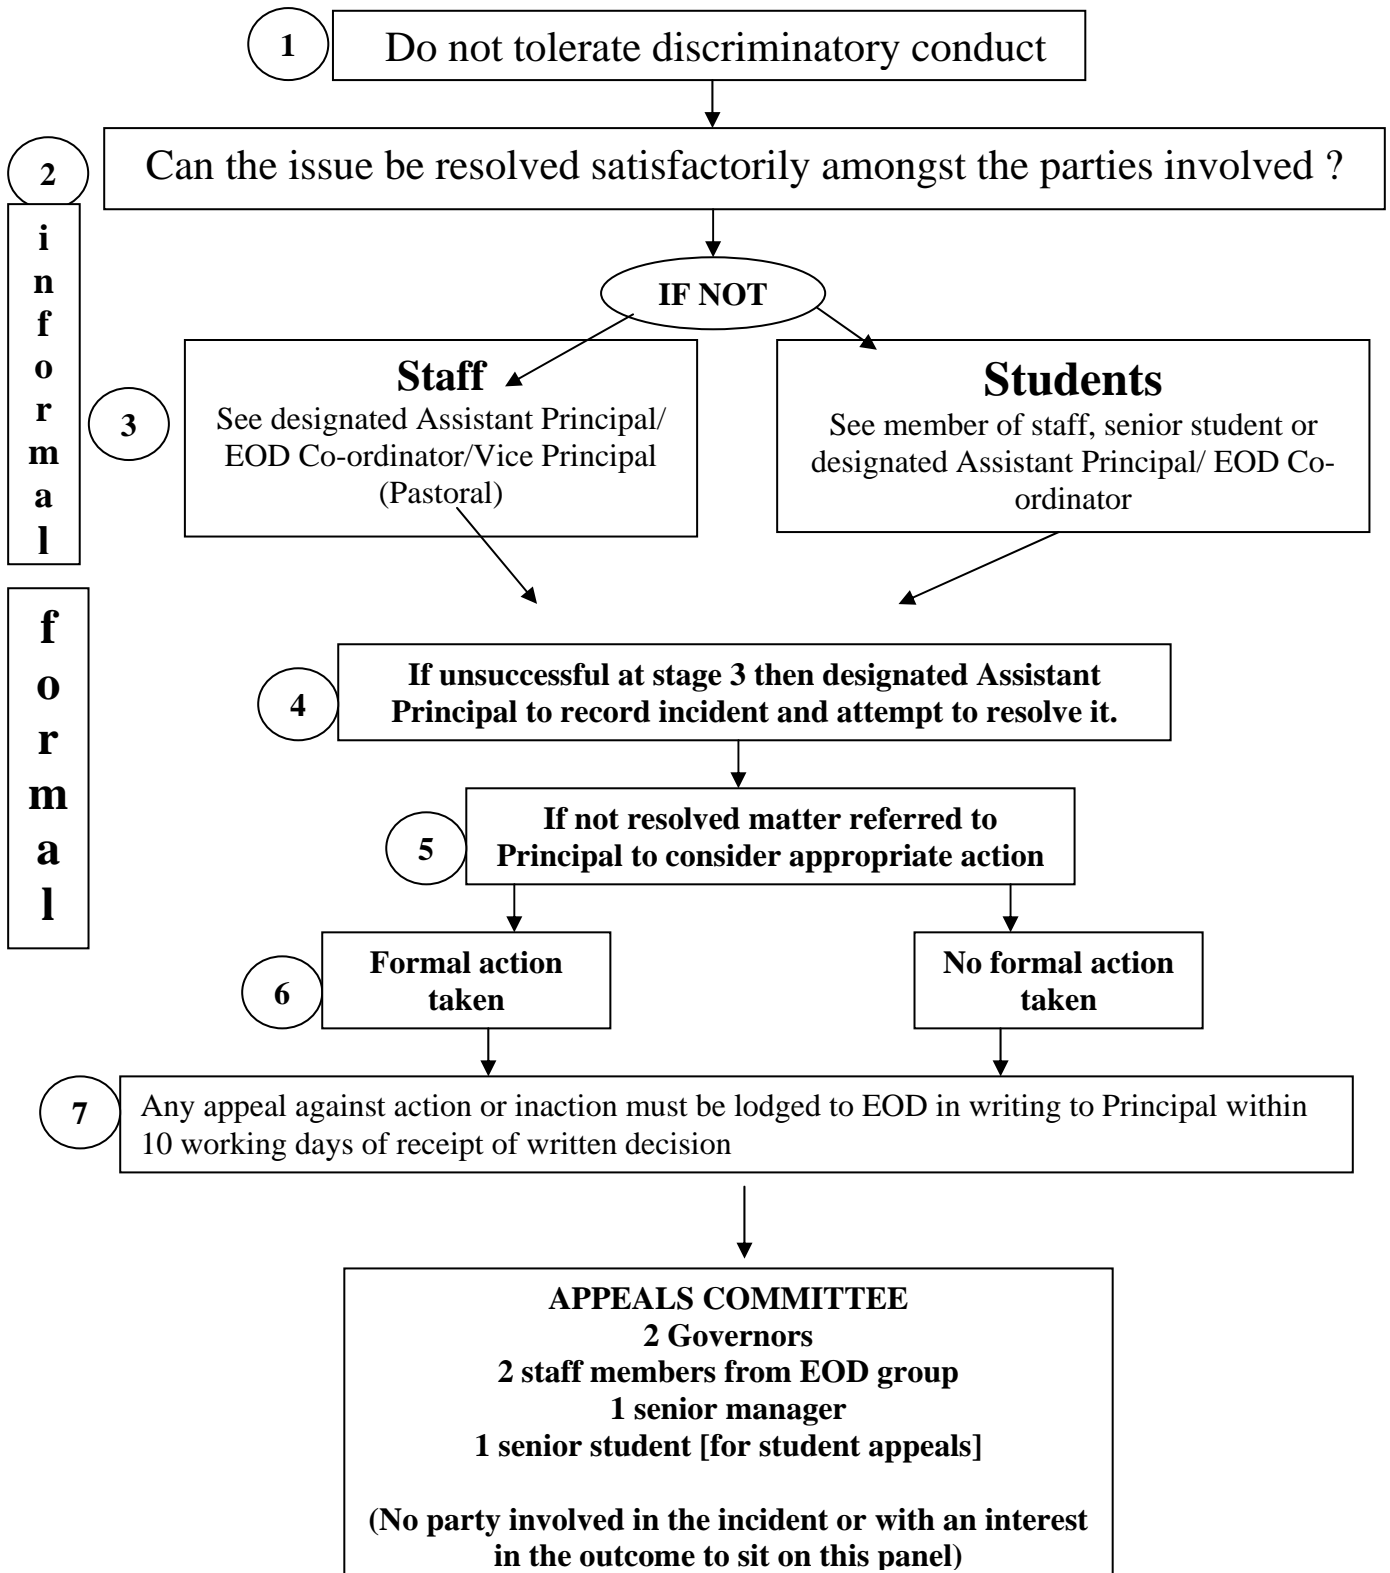 1
Do not tolerate discriminatory conduct
2
Can the issue be resolved satisfactorily amongst the parties involved ?
informal
IF NOT
3
Staff
See designated Assistant Principal/
EOD Co-ordinator/Vice Principal
(Pastoral)
Students
See member of staff, senior student or
designated Assistant Principal/ EOD Co-
ordinator
formal
4
If unsuccessful at stage 3 then designated Assistant
Principal to record incident and attempt to resolve it.
5
If not resolved matter referred to
Principal to consider appropriate action
6
Formal action
taken
No formal action
taken
7
Any appeal against action or inaction must be lodged to EOD in writing to Principal within
10 working days of receipt of written decision
APPEALS COMMITTEE
2 Governors
2 staff members from EOD group
1 senior manager
1 senior student [for student appeals]
(No party involved in the incident or with an interest
in the outcome to sit on this panel)